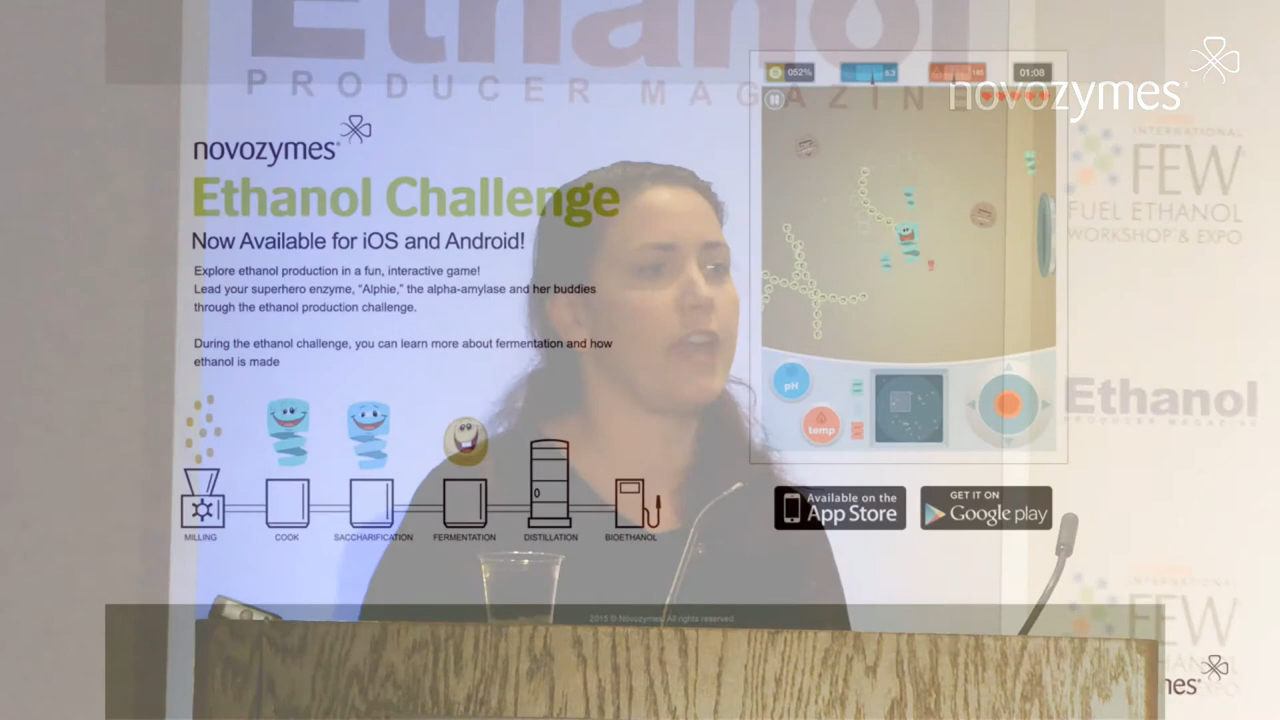 Ethanol
PRODUCER MAGAZINE
novozymes
052%
5.3
01:08
novozymes
Ethanol Challenge
Now Available for iOS and Android!
Explore ethanol production in a fun, interactive game!
Lead your superhero enzyme, "Alphie," the alpha-amylase and her buddies
through the ethanol production challenge.
During the ethanol challenge, you can learn more about fermentation and how
ethanol is made
INTERNATIONAL
FEW
FUEL ETHANOL
WORKSHOP & EXPO
pH
temp
Ethanol
PRODUCER MAGAZINE
MILLING
COOK
SACCHARIFICATION
FERMENTATION
DISTILLATION
BIOETHANOL
Available on the
App Store
GET IT ON
Google play
2015 © Novozymes. All rights reserved
INTERNATIONAL
FEW
mes